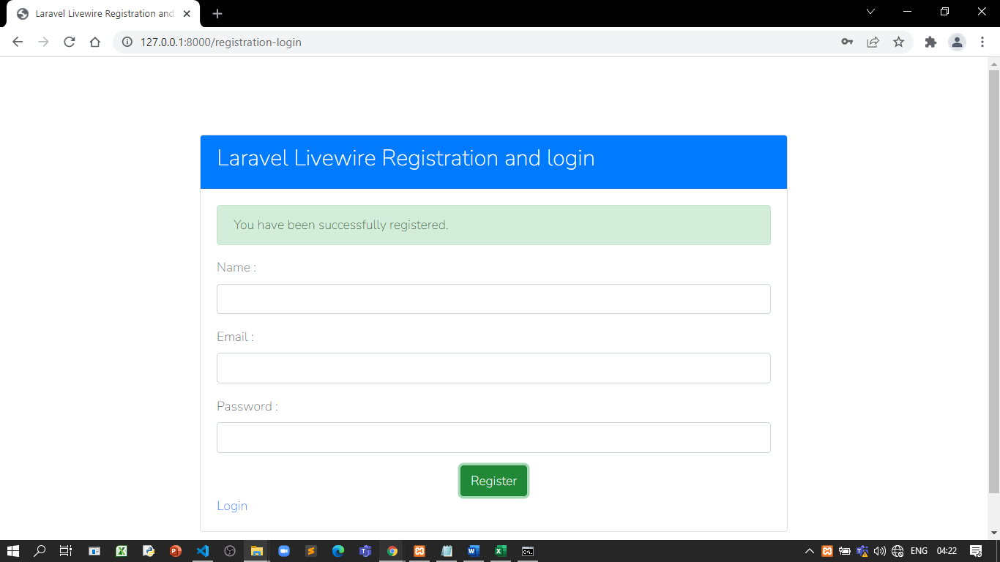 Laravel Livewire Registration and
127.0.0.1:8000/registration-login
Laravel Livewire Registration and login
You have been successfully registered.
Name :
Email :
Password :
Register
Login
ENG 04:22